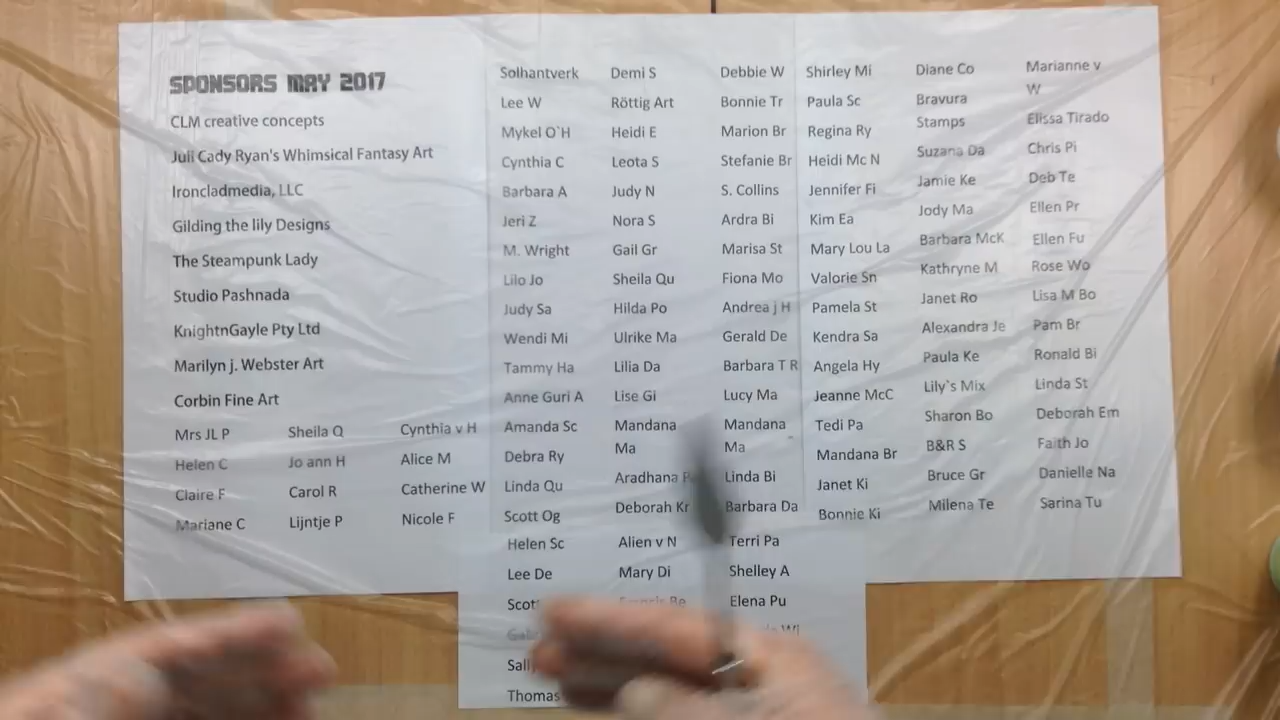 SPONSORS MAY 2017
CLM creative concepts
Juli Cady Ryan's Whimsical Fantasy Art
Ironcladmedia, LLC
Gilding the lily Designs
The Steampunk Lady
Studio Pashnada
KnightnGayle Pty Ltd
Marilyn j. Webster Art
Corbin Fine Art
Mrs JL P
Helen C
Claire F
Mariane C
Sheila Q
Jo ann H
Carol R
Lijntje P
Cynthia v H
Alice M
Catherine W
Nicole F
Solhantverk
Lee W
Mykel O`H
Cynthia C
Barbara A
Jeri Z
M. Wright
Lilo Jo
Judy Sa
Wendi Mi
Tammy Ha
Anne Guri A
Amanda Sc
Debra Ry
Linda Qu
Scott Og
Helen Sc
Lee De
Thomas
Demi S
Röttig Art
Heidi E
Leota S
Judy N
Nora S
Gail Gr
Sheila Qu
Hilda Po
Ulrike Ma
Lilia Da
Lise Gi
Mandana
Ma
Aradhana
Deborah Kr
Alien v N
Mary Di
Debbie W
Bonnie Tr
Marion Br
Stefanie Br
S. Collins
Ardra Bi
Marisa St
Fiona Mo
Andrea j H
Gerald De
Barbara T R
Lucy Ma
Mandana
Ma
Linda Bi
Barbara Da
Terri Pa
Shelley A
Elena Pu
Shirley Mi
Paula Sc
Regina Ry
Heidi Mc N
Jennifer Fi
Kim Ea
Mary Lou La
Valorie Sn
Pamela St
Kendra Sa
Angela Hy
Jeanne McC
Tedi Pa
Mandana Br
Janet Ki
Bonnie Ki
Diane Co
Bravura
Stamps
Suzana Da
Jamie Ke
Jody Ma
Barbara McK
Kathryne M
Janet Ro
Alexandra Je
Paula Ke
Lily`s Mix
Sharon Bo
B&R S
Bruce Gr
Milena Te
Marianne v
W
Elissa Tirado
Chris Pi
Deb Te
Ellen Pr
Ellen Fu
Rose Wo
Lisa M Bo
Pam Br
Ronald Bi
Linda St
Deborah Em
Faith Jo
Danielle Na
Sarina Tu